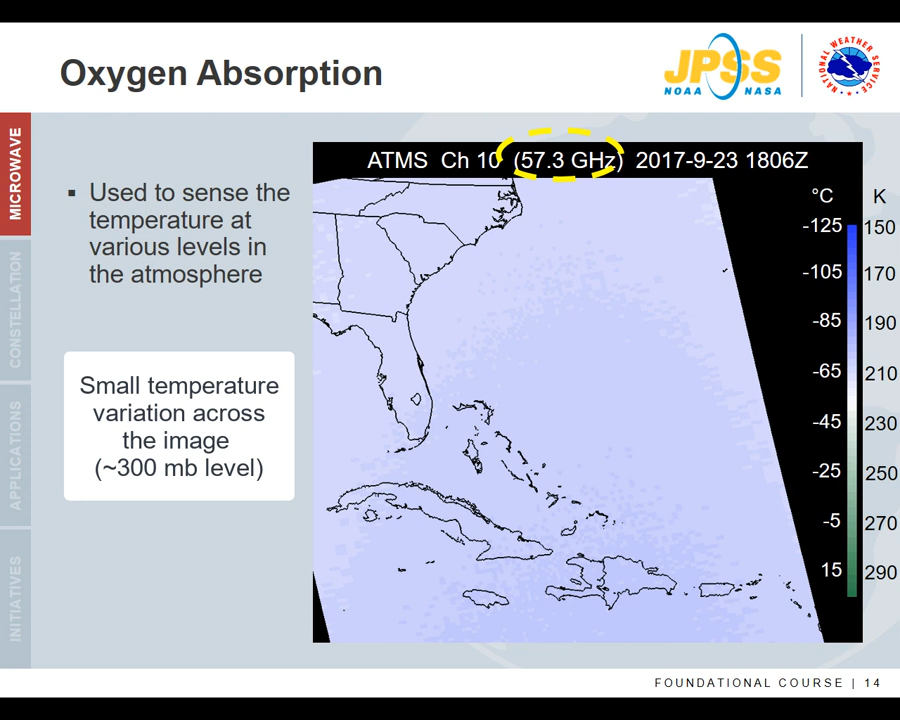 Oxygen Absorption
JPSS
NOAA NASA
NATIONAL WEATHER SERVICE
MICROWAVE
CONSTELLATION
APPLICATIONS
INITIATIVES
▪ Used to sense the
temperature at
various levels in
the atmosphere
Small temperature
variation across
the image
(~300 mb level)
ATMS Ch 10 (57.3 GHz) 2017-9-23 1806Z
°C K
-125 150
-105 170
-85 190
-65 210
-45 230
-25 250
-5 270
15 290
FOUNDATIONAL COURSE | 14